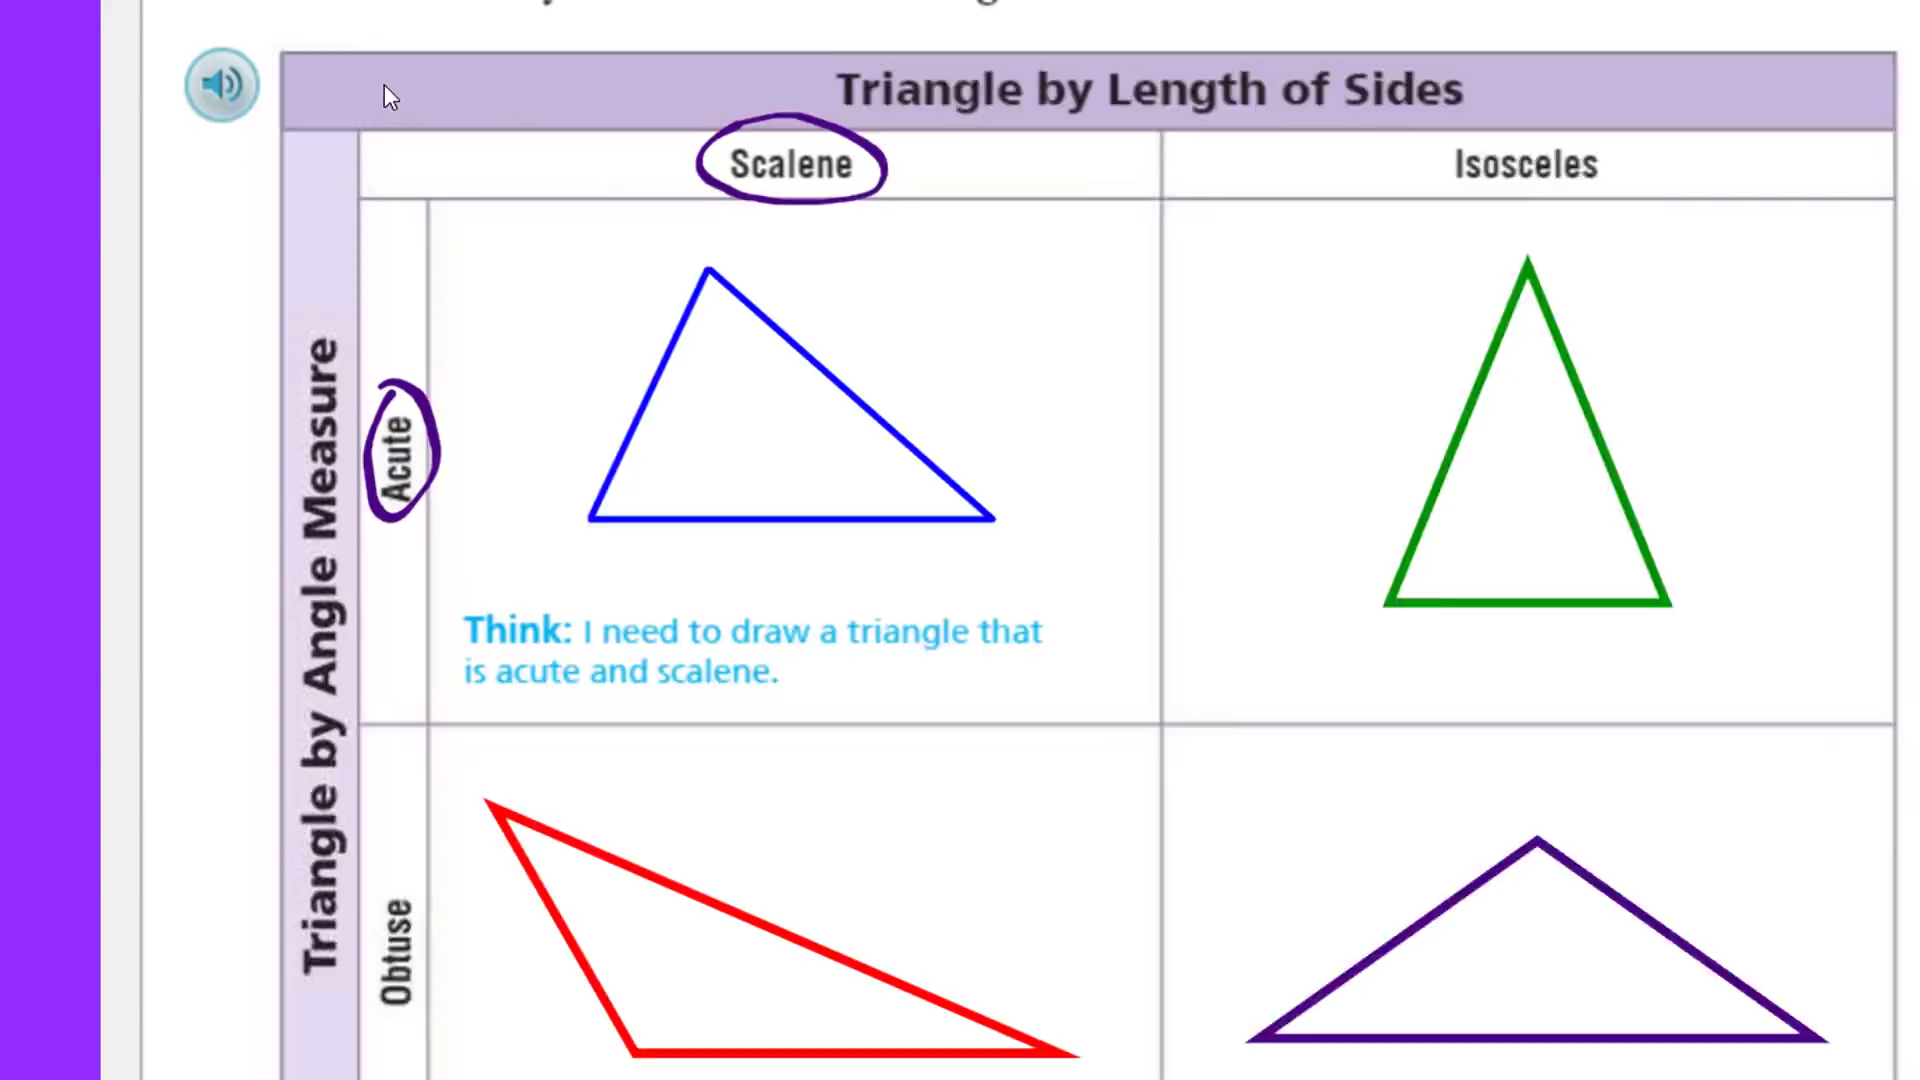 Triangle by Length of Sides
Scalene
Isosceles
Triangle by Angle Measure
Acute
Think: I need to draw a triangle that
is acute and scalene.
Obtuse